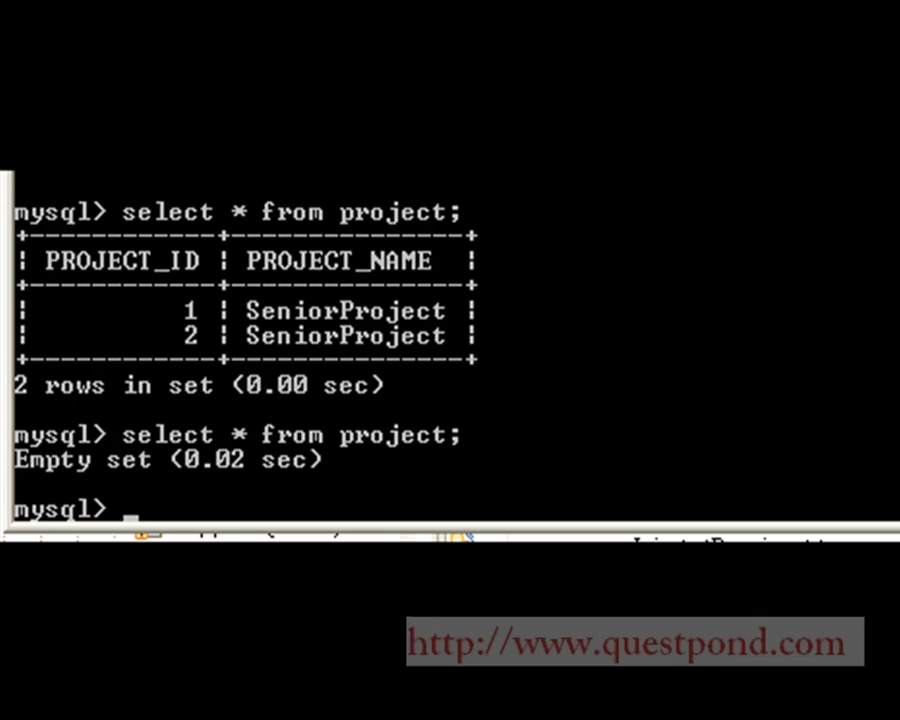 mysql> select * from project;
+------------+---------------+
| PROJECT_ID | PROJECT_NAME  |
+------------+---------------+
|          1 | SeniorProject |
|          2 | SeniorProject |
+------------+---------------+
2 rows in set (0.00 sec)
mysql> select * from project;
Empty set (0.02 sec)
mysql> _
http://www.questpond.com